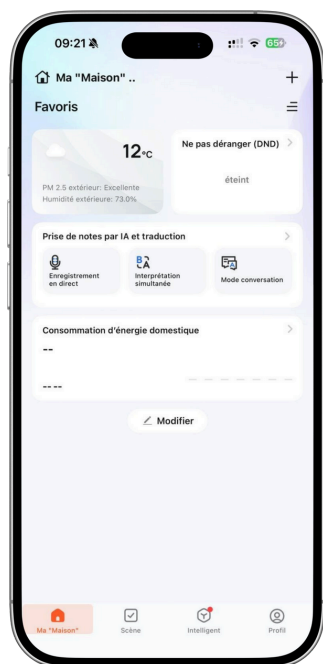 09:21
65
Ma "Maison" ..
Favoris
12°C
PM 2.5 extérieur: Excellente
Humidité extérieure: 73.0%
Ne pas déranger (DND)
éteint
Prise de notes par IA et traduction
Enregistrement
en direct
Interprétation
simultanée
Mode conversation
Consommation d'énergie domestique
--
-- --
Modifier
Ma "Maison"
Scène
Intelligent
Profil